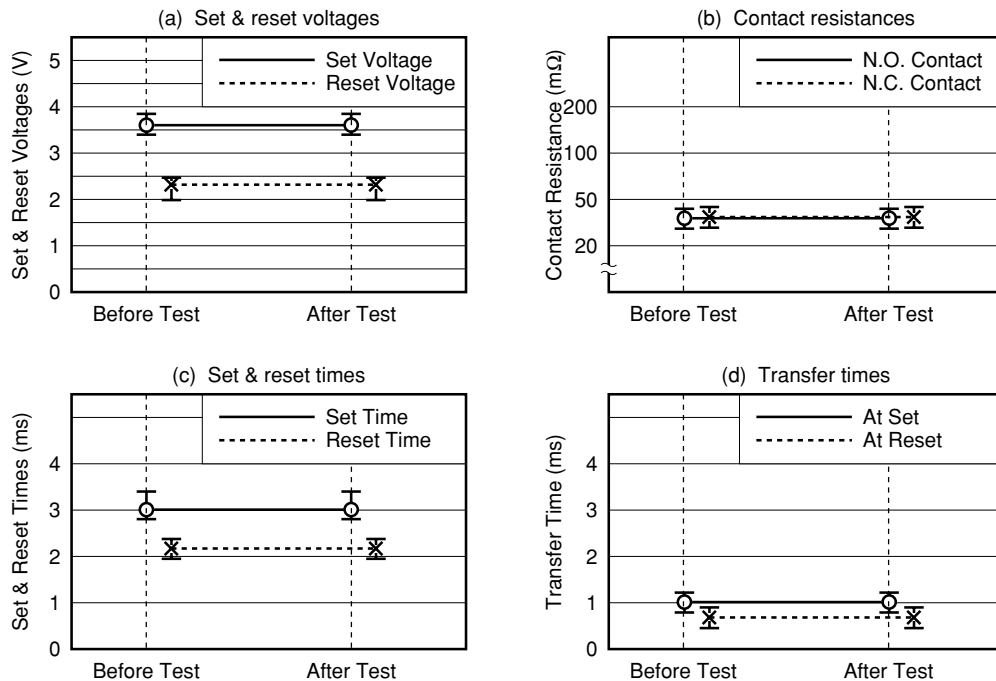 (a) Set & reset voltages
Set & Reset Voltages (V)
5
4
3
2
1
0
Set Voltage
Reset Voltage
Before Test
After Test
(b) Contact resistances
Contact Resistance (mΩ)
200
100
50
20
N.O. Contact
N.C. Contact
Before Test
After Test
(c) Set & reset times
Set & Reset Times (ms)
4
3
2
1
0
Set Time
Reset Time
Before Test
After Test
(d) Transfer times
Transfer Time (ms)
4
3
2
1
0
At Set
At Reset
Before Test
After Test